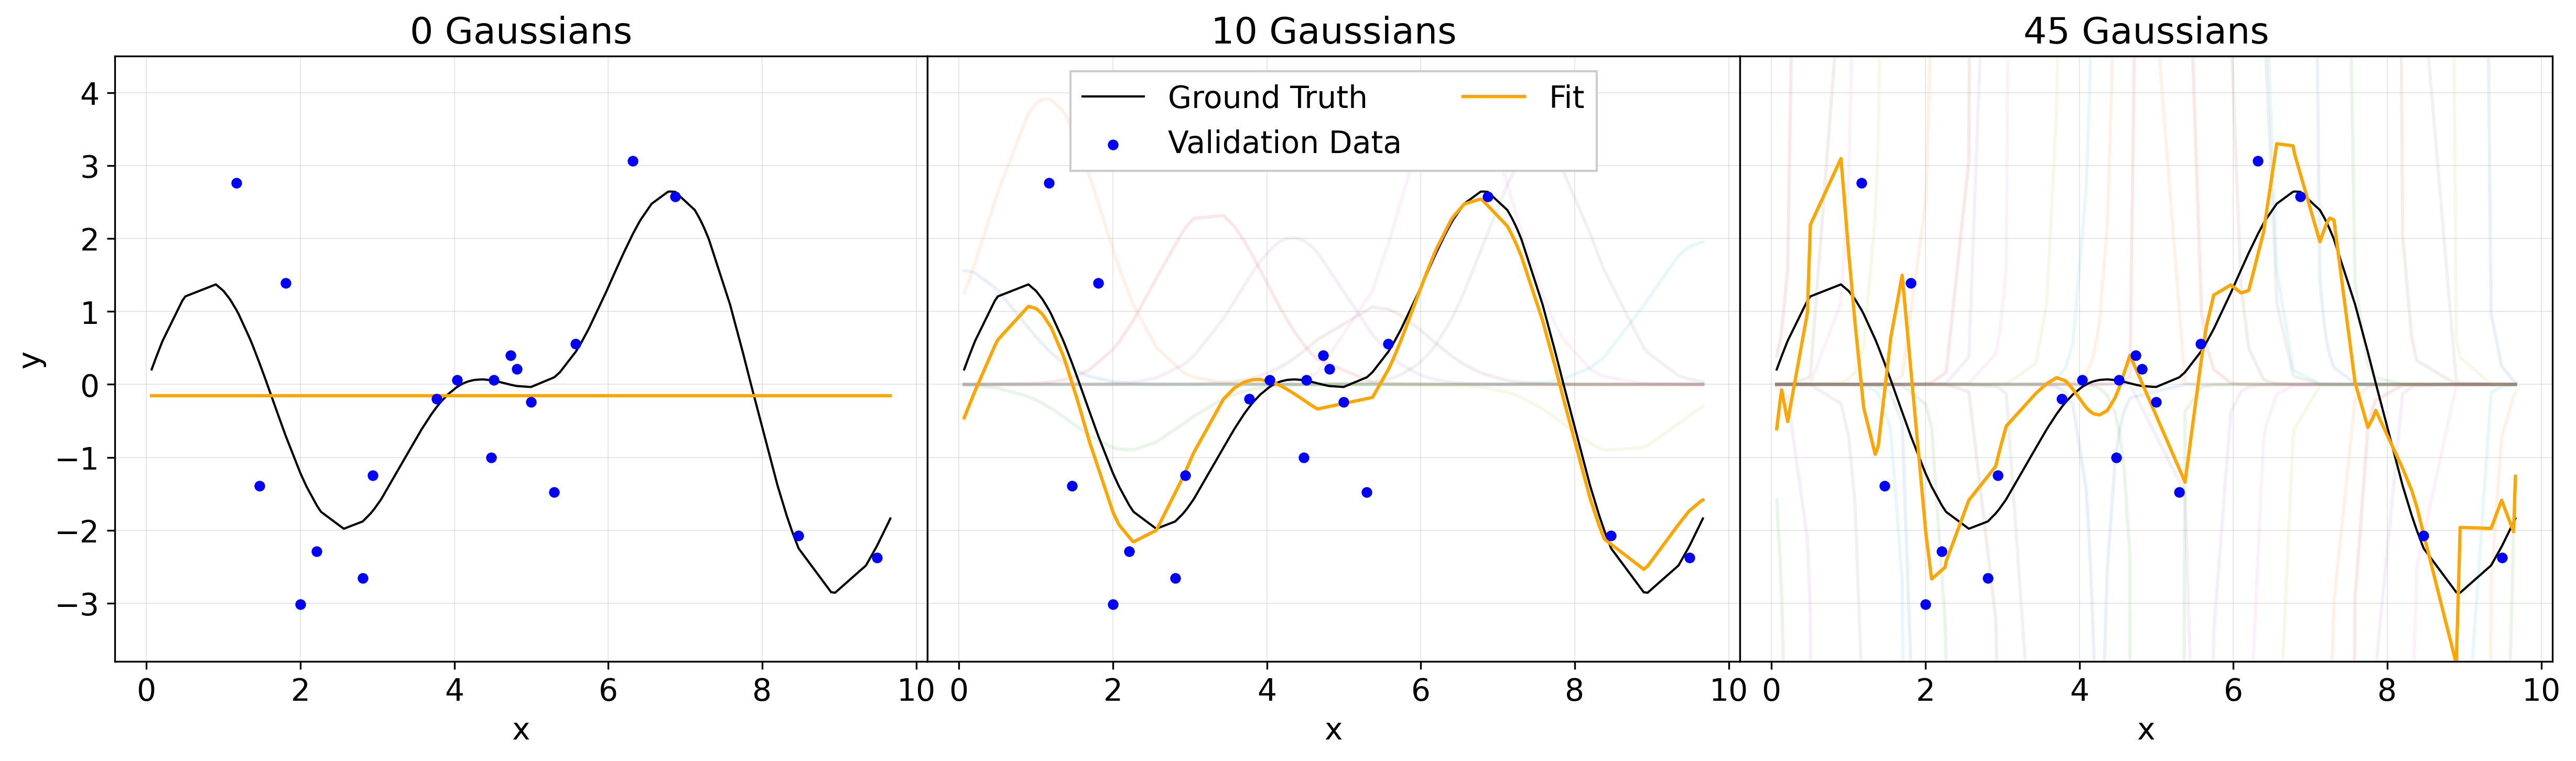 0 Gaussians
10 Gaussians
45 Gaussians
Ground Truth
Validation Data
Fit
y
4
3
2
1
0
−1
−2
−3
0 2 4 6 8 10
0 2 4 6 8 10
0 2 4 6 8 10
x
x
x